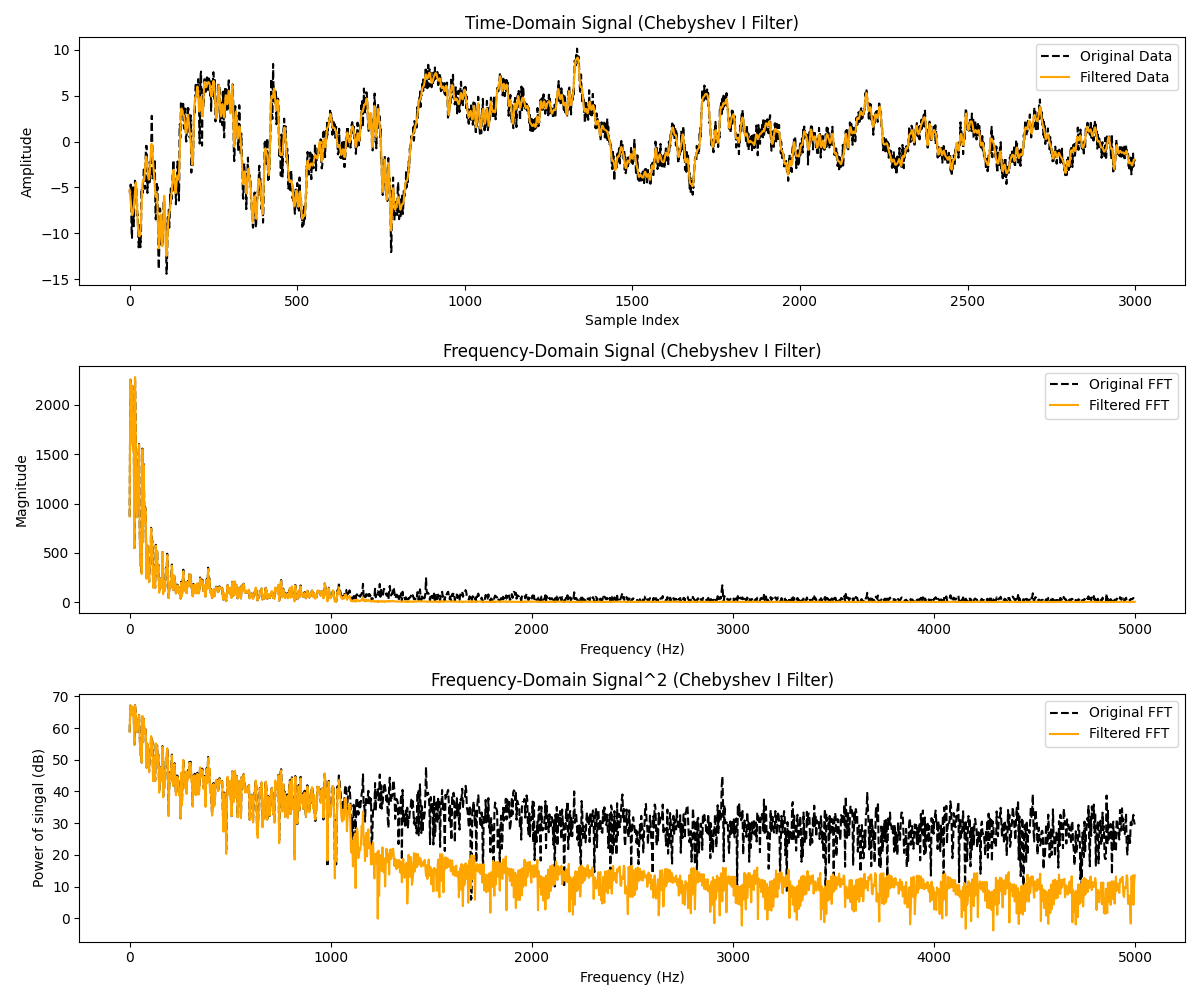 Time-Domain Signal (Chebyshev I Filter)
Amplitude
10
5
0
−5
−10
−15
Original Data
Filtered Data
0 500 1000 1500 2000 2500 3000
Sample Index
Frequency-Domain Signal (Chebyshev I Filter)
Magnitude
2000
1500
1000
500
0
Original FFT
Filtered FFT
0 1000 2000 3000 4000 5000
Frequency (Hz)
Frequency-Domain Signal^2 (Chebyshev I Filter)
Power of singal (dB)
70
60
50
40
30
20
10
0
Original FFT
Filtered FFT
0 1000 2000 3000 4000 5000
Frequency (Hz)